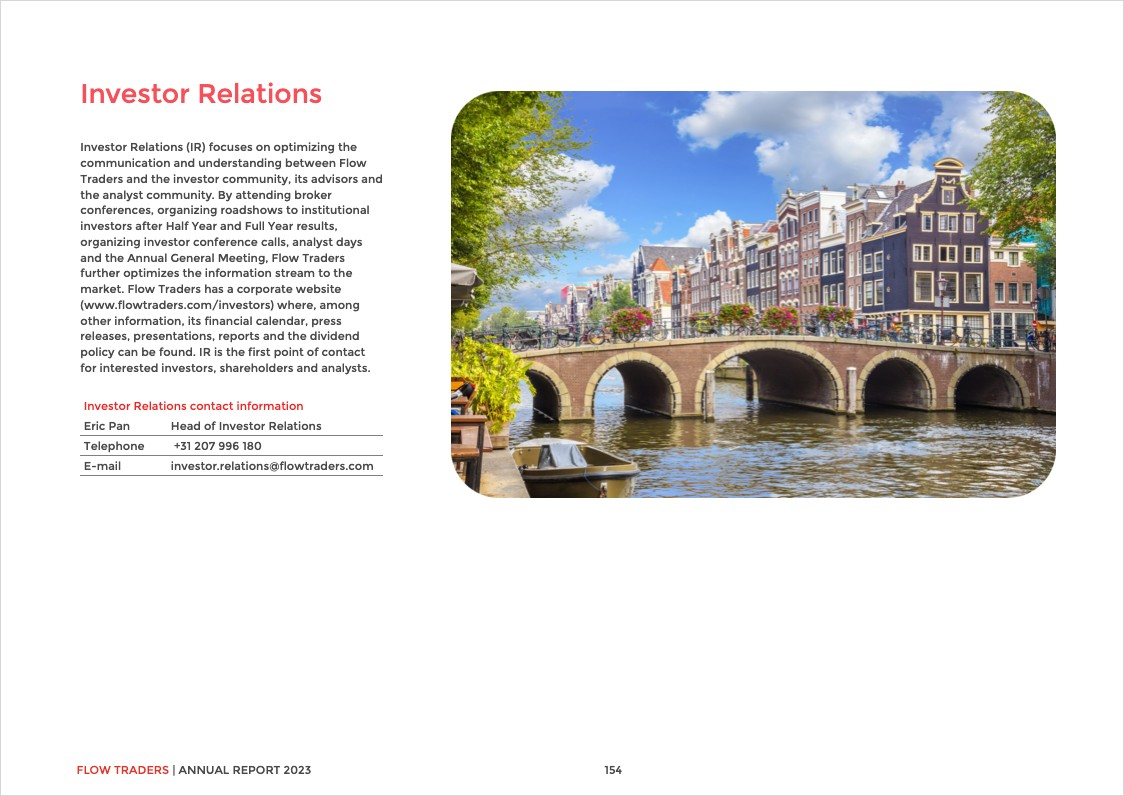 Investor Relations
Investor Relations (IR) focuses on optimizing the
communication and understanding between Flow
Traders and the investor community, its advisors and
the analyst community. By attending broker
conferences, organizing roadshows to institutional
investors after Half Year and Full Year results,
organizing investor conference calls, analyst days
and the Annual General Meeting, Flow Traders
further optimizes the information stream to the
market. Flow Traders has a corporate website
(www.flowtraders.com/investors) where, among
other information, its financial calendar, press
releases, presentations, reports and the dividend
policy can be found. IR is the first point of contact
for interested investors, shareholders and analysts.
Investor Relations contact information
Eric Pan Head of Investor Relations
Telephone +31 207 996 180
E-mail investor.relations@flowtraders.com
FLOW TRADERS | ANNUAL REPORT 2023 154